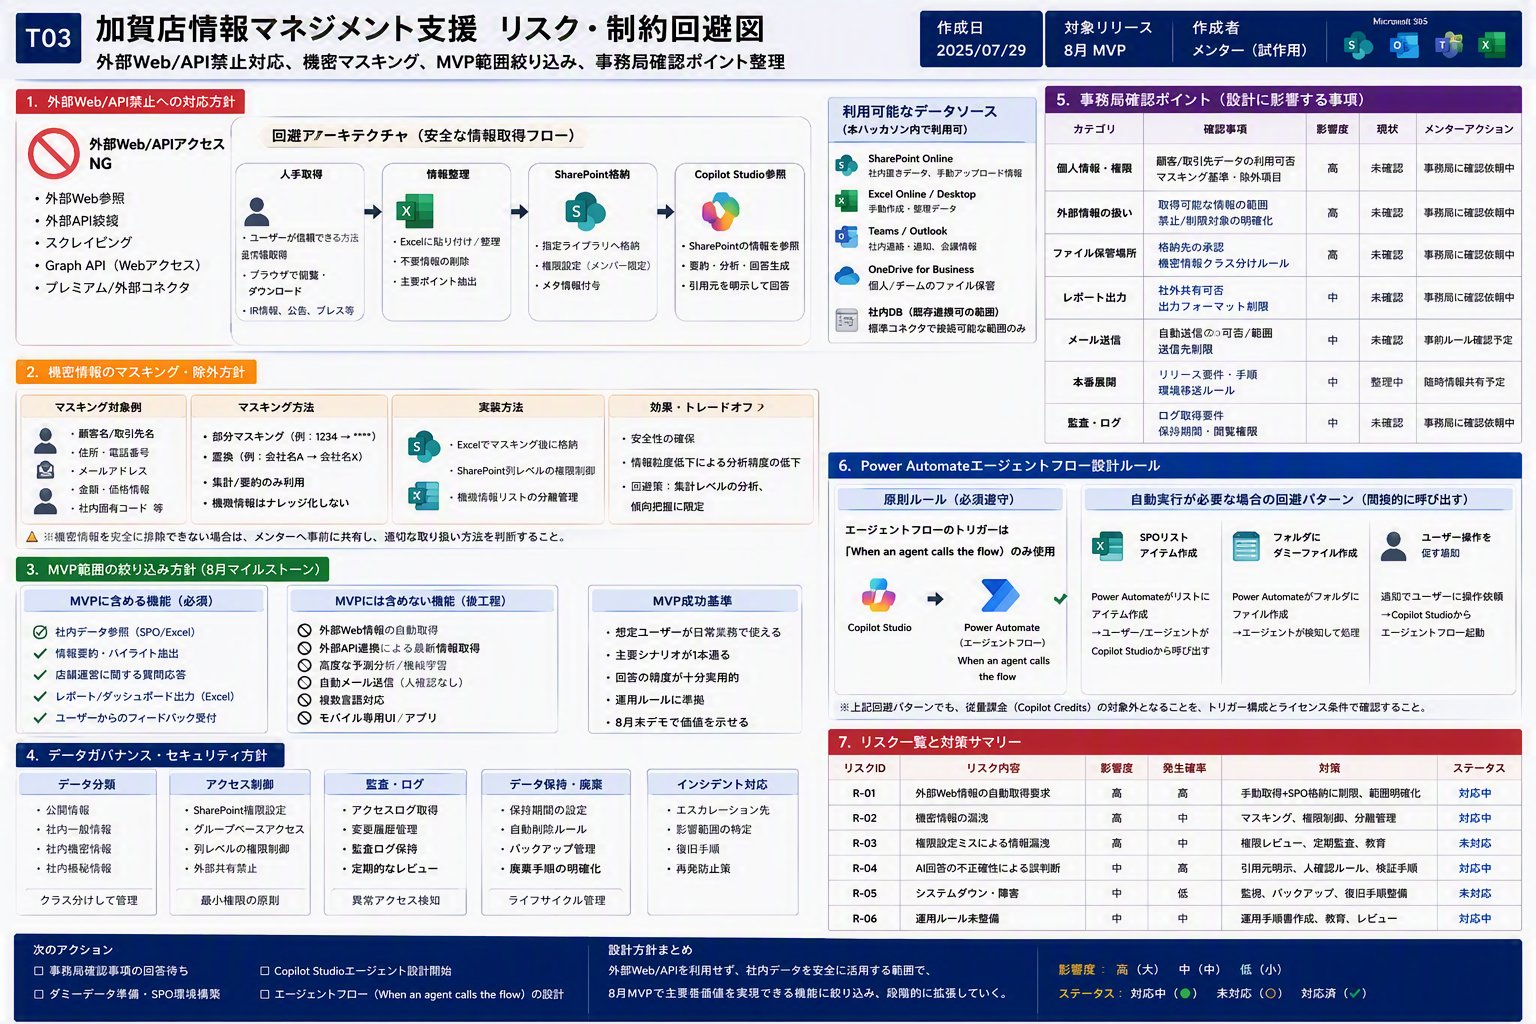 T03
加賀店情報マネジメント支援 リスク・制約回避図
外部Web/API禁止対応、機密マスキング、MVP範囲絞り込み、事務局確認ポイント整理
作成日
2025/07/29
対象リリース
8月 MVP
作成者
メンター（試作用）
Microsoft 365
1. 外部Web/API禁止への対応方針
外部Web/APIアクセス
NG
・外部Web参照
・外部API
・スクレイピング
・Graph API（Webアクセス）
・プレミアム/外部コネクタ
回避アーキテクチャ（安全な情報取得フロー）
人手取得
・ユーザーが信頼できる方法
・ブラウザで閲覧・
ダウンロード
・IR情報、公告、プレス等
情報整理
・Excelに貼り付け/整理
・不要情報の削除
・主要ポイント抽出
SharePoint格納
・指定ライブラリへ格納
・権限設定（メンバー限定）
・メタ情報付与
Copilot Studio参照
・SharePointの情報を参照
・要約・分析・回答生成
・引用元を明示して回答
利用可能なデータソース
（本ハッカソン内で利用可）
SharePoint Online
社内置きデータ、手動アップロード情報
Excel Online / Desktop
手動作成・整理データ
Teams / Outlook
社内連絡・通知、会議情報
OneDrive for Business
個人/チームのファイル保管
社内DB（既存連携可の範囲）
標準コネクタで接続可能な範囲のみ
2. 機密情報のマスキング・除外方針
マスキング対象例
・顧客名/取引先名
・住所・電話番号
・メールアドレス
・金額・価格情報
・社内固有コード 等
マスキング方法
・部分マスキング（例：1234 → ****）
・置換（例：会社名A → 会社名X）
・集計/要約のみ利用
・機密情報はナレッジ化しない
実装方法
・Excelでマスキング後に格納
・SharePoint列レベルの権限制御
・機密情報リストの分離管理
効果・トレードオフ
・安全性の確保
・情報粒度低下による分析精度の低下
・回避策：集計レベルの分析、
傾向把握に限定
※機密情報を完全に排除できない場合は、メンターへ事前に共有し、適切な取り扱い方法を判断すること。
3. MVP範囲の絞り込み方針（8月マイルストーン）
MVPに含める機能（必須）
社内データ参照（SPO/Excel）
情報要約・ハイライト抽出
店舗運営に関する質問応答
レポート/ダッシュボード出力（Excel）
ユーザーからのフィードバック受付
MVPには含めない機能（後工程）
外部Web情報の自動取得
外部API連携による最新情報取得
高度な予測分析/機械学習
自動メール送信（人確認なし）
複数言語対応
モバイル専用UI/アプリ
MVP成功基準
・想定ユーザーが日常業務で使える
・主要シナリオが1本通る
・回答の精度が十分実用的
・運用ルールに準拠
・8月末デモで価値を示せる
4. データガバナンス・セキュリティ方針
データ分類
・公開情報
・社内一般情報
・社内機密情報
・社内極秘情報
クラス分けして管理
アクセス制御
・SharePoint権限設定
・グループベースアクセス
・列レベルの権限制御
・外部共有禁止
最小権限の原則
監査・ログ
・アクセスログ取得
・変更履歴管理
・監査ログ保持
・定期的なレビュー
異常アクセス検知
データ保持・廃棄
・保持期間の設定
・自動削除ルール
・バックアップ管理
・廃棄手順の明確化
ライフサイクル管理
インシデント対応
・エスカレーション先
・影響範囲の特定
・復旧手順
・再発防止策
5. 事務局確認ポイント（設計に影響する事項）
カテゴリ 確認事項 影響度 現状 メンターアクション
個人情報・権限 顧客/取引先データの利用可否 高 未確認 事務局に確認依頼中
マスキング基準・除外項目
外部情報の扱い 取得可能な情報の範囲 高 未確認 事務局に確認依頼中
禁止/制限対象の明確化
ファイル保管場所 格納先の承認 高 未確認 事務局に確認依頼中
機密情報クラス分けルール
レポート出力 社外共有可否 中 未確認 事務局に確認依頼中
出力フォーマット制限
メール送信 自動送信の可否/範囲 中 未確認 事前ルール確認予定
送信先制限
本番展開 リリース要件・手順 中 整理中 随時情報共有予定
環境移送ルール
監査・ログ ログ取得要件 中 未確認 事務局に確認依頼中
保持期間・閲覧権限
6. Power Automateエージェントフロー設計ルール
原則ルール（必須遵守）
エージェントフローのトリガーは
「When an agent calls the flow」のみ使用
Copilot Studio
Power Automate
（エージェントフロー）
When an agent calls
the flow
自動実行が必要な場合の回避パターン（間接的に呼び出す）
SPOリスト
アイテム作成
Power Automateがリストに
アイテム作成
→ユーザー/エージェントが
Copilot Studioから呼び出す
フォルダに
ダミーファイル作成
Power Automateがフォルダに
ファイル作成
→エージェントが検知して処理
ユーザー操作を
促す通知
通知でユーザーに操作依頼
→Copilot Studioから
エージェントフロー起動
※上記回避パターンでも、従量課金（Copilot Credits）の対象外となることを、トリガー構成とライセンス条件で確認すること。
7. リスク一覧と対策サマリー
リスクID リスク内容 影響度 発生確率 対策 ステータス
R-01 外部Web情報の自動取得要求 高 高 手動取得+SPO格納に制限、範囲明確化 対応中
R-02 機密情報の漏洩 高 中 マスキング、権限制御、分離管理 対応中
R-03 権限設定ミスによる情報漏洩 高 中 権限レビュー、定期監査、教育 未対応
R-04 AI回答の不正確性による誤判断 中 高 引用元明示、人確認ルール、検証手順 対応中
R-05 システムダウン・障害 中 低 監視、バックアップ、復旧手順整備 未対応
R-06 運用ルール未整備 中 中 運用手順書作成、教育、レビュー 対応中
次のアクション
□ 事務局確認事項の回答待ち
□ ダミーデータ準備・SPO環境構築
□ Copilot Studioエージェント設計開始
□ エージェントフロー（When an agent calls the flow）の設計
設計方針まとめ
外部Web/APIを利用せず、社内データを安全に活用する範囲で、
8月MVPで主要価値を実現できる機能に絞り込み、段階的に拡張していく。
影響度： 高（大） 中（中） 低（小）
ステータス： 対応中（●） 未対応（○） 対応済（✓）